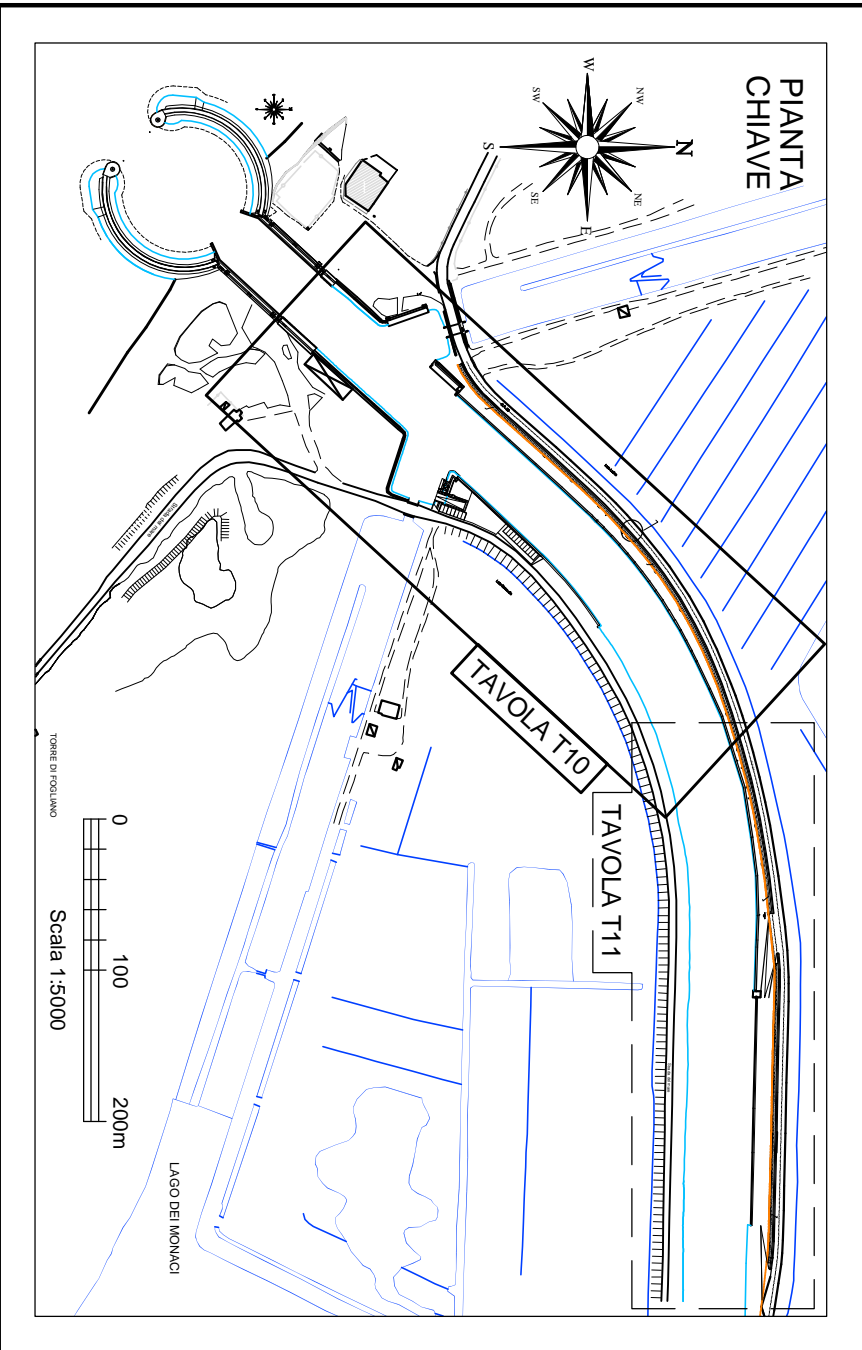 PIANTA
CHIAVE
W
NW
N
NE
E
SE
S
SW
TAVOLA T10
TAVOLA T11
TORRE DI FOGLIANO
0
100
200m
Scala 1:5000
LAGO DEI MONACI